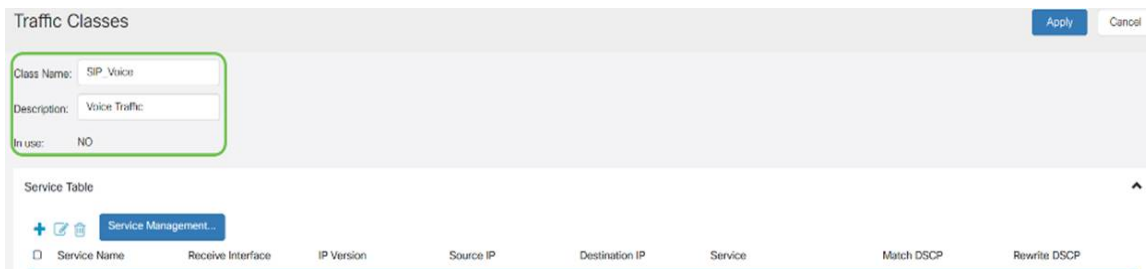 Traffic Classes Apply Cancel
Class Name: SIP_Voice
Description: Voice Traffic
In use: NO
Service Table
Service Management...
Service Name Receive Interface IP Version Source IP Destination IP Service Match DSCP Rewrite DSCP